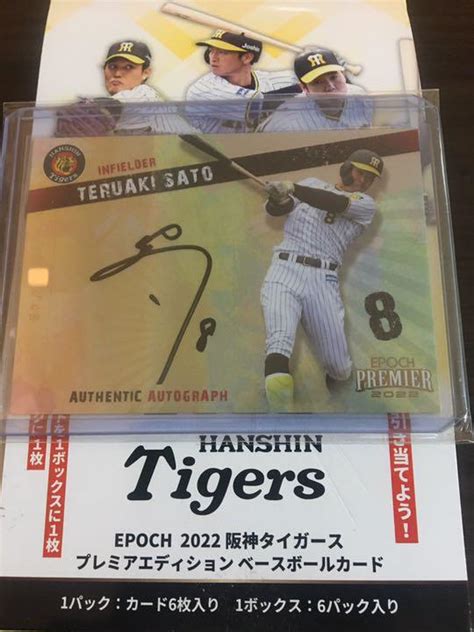 HANSHIN
Tigers
INFIELDER
TERUAKI SATO
8
8
8
AUTHENTIC AUTOGRAPH
EPOCH
PREMIER
2022
を1ボックスに1枚
に1枚
引き当てよう!
HANSHIN
Tigers
EPOCH 2022 阪神タイガース
プレミアエディション ベースボールカード
1パック:カード6枚入り 1ボックス:6パック入り